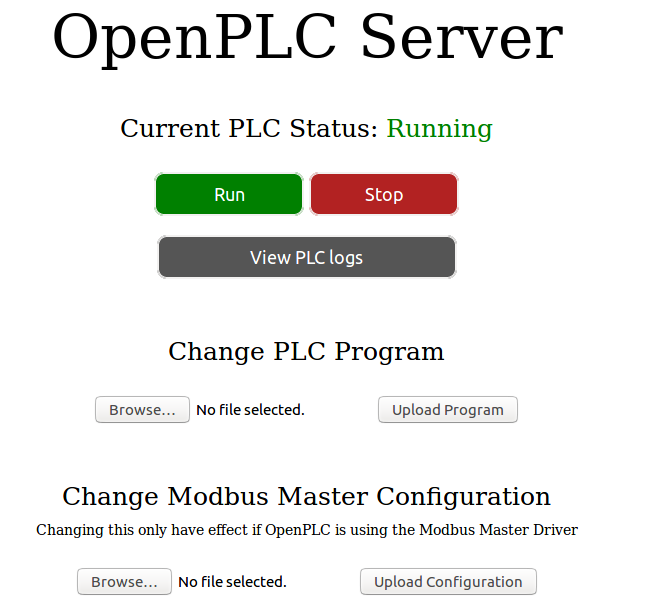 OpenPLC Server
Current PLC Status: Running
Run Stop
View PLC logs
Change PLC Program
Browse... No file selected. Upload Program
Change Modbus Master Configuration
Changing this only have effect if OpenPLC is using the Modbus Master Driver
Browse... No file selected. Upload Configuration